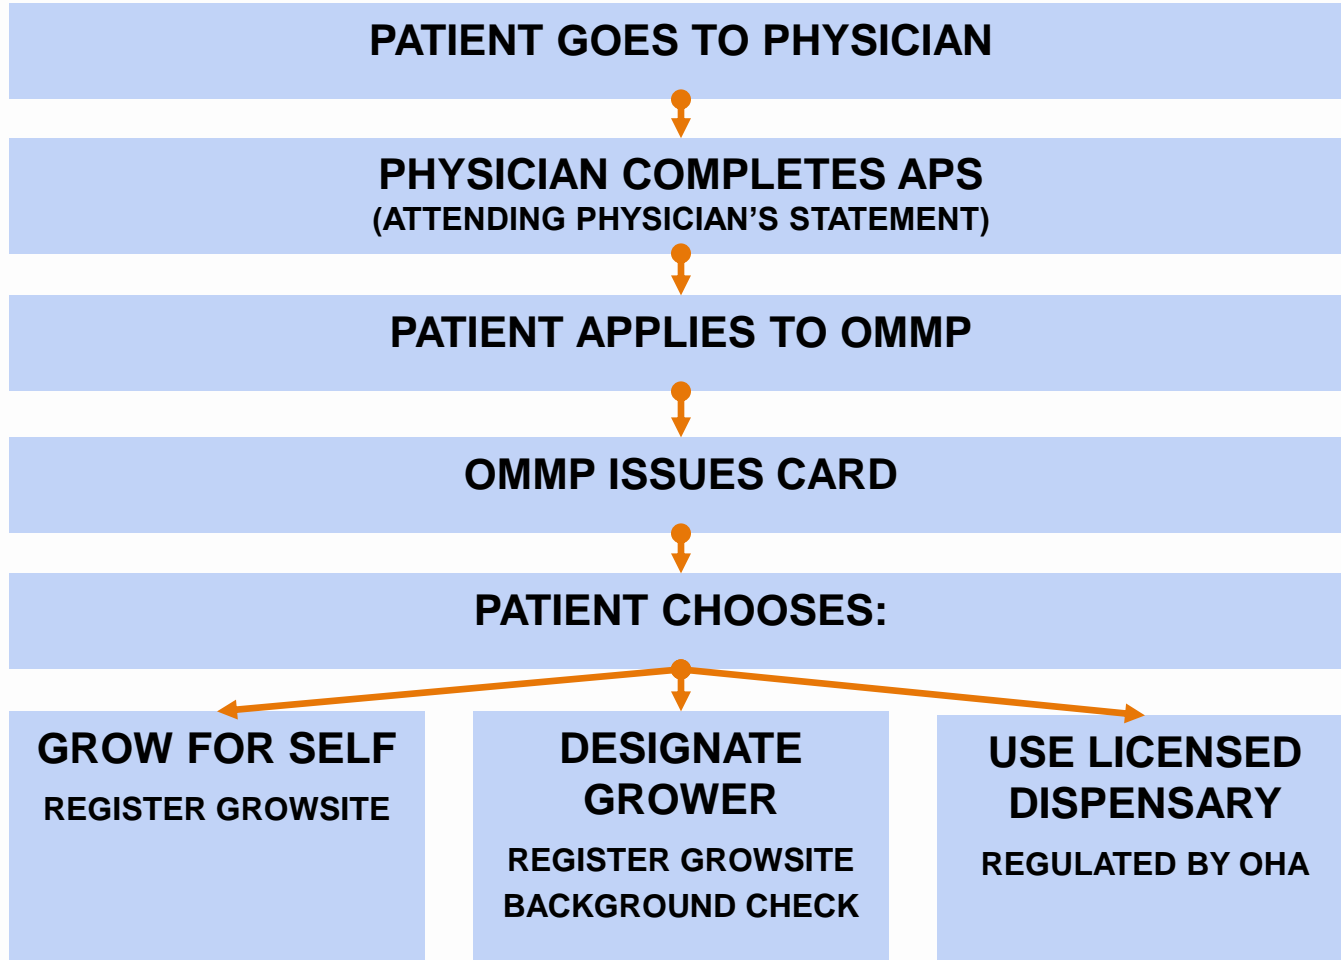 PATIENT GOES TO PHYSICIAN
PHYSICIAN COMPLETES APS
(ATTENDING PHYSICIAN’S STATEMENT)
PATIENT APPLIES TO OMMP
OMMP ISSUES CARD
PATIENT CHOOSES:
GROW FOR SELF
REGISTER GROWSITE
DESIGNATE
GROWER
REGISTER GROWSITE
BACKGROUND CHECK
USE LICENSED
DISPENSARY
REGULATED BY OHA